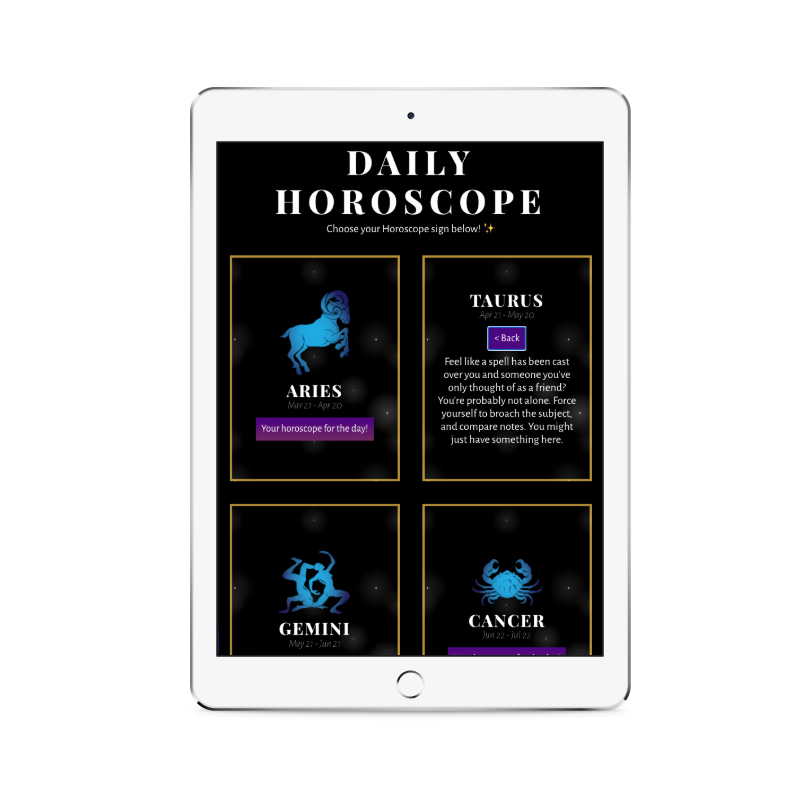 DAILY
HOROSCOPE
Choose your Horoscope sign below! ✨
ARIES
Mar 21 - Apr 20
Your horoscope for the day!
TAURUS
Apr 21 - May 20
< Back
Feel like a spell has been cast
over you and someone you've
only thought of as a friend?
You're probably not alone. Force
yourself to broach the subject,
and compare notes. You might
just have something here.
GEMINI
May 21 - Jun 21
CANCER
Jun 22 - Jul 22